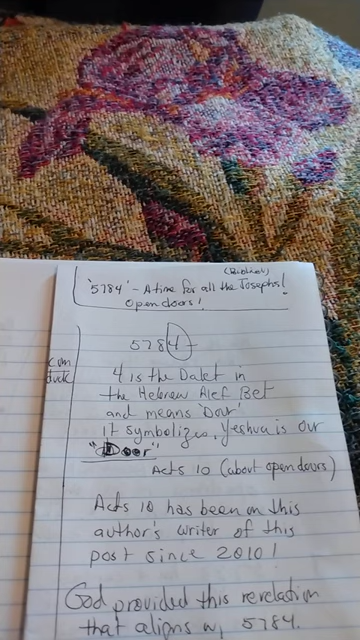 (Biblical)
'5784' - A time for all the Josephs!
Open doors!
5784
4 is the Dalet in
the Hebrew Alef Bet
and means 'Door'
it symbolizes, Yeshua is our
"Door"
Acts 10 (about open doors)
Acts 10 has been on this
author's writer of this
post since 2010!
God provided this revelation
that aligns w/ 5784.